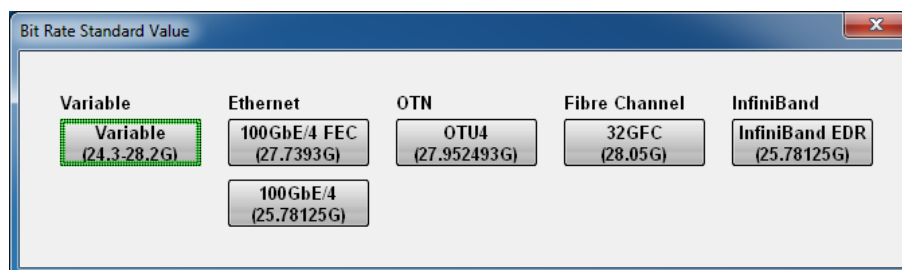 Bit Rate Standard Value
Variable
Ethernet
OTN
Fibre Channel
InfiniBand
Variable
(24.3-28.2G)
100GbE/4 FEC
(27.7393G)
OTU4
(27.952493G)
32GFC
(28.05G)
InfiniBand EDR
(25.78125G)
100GbE/4
(25.78125G)